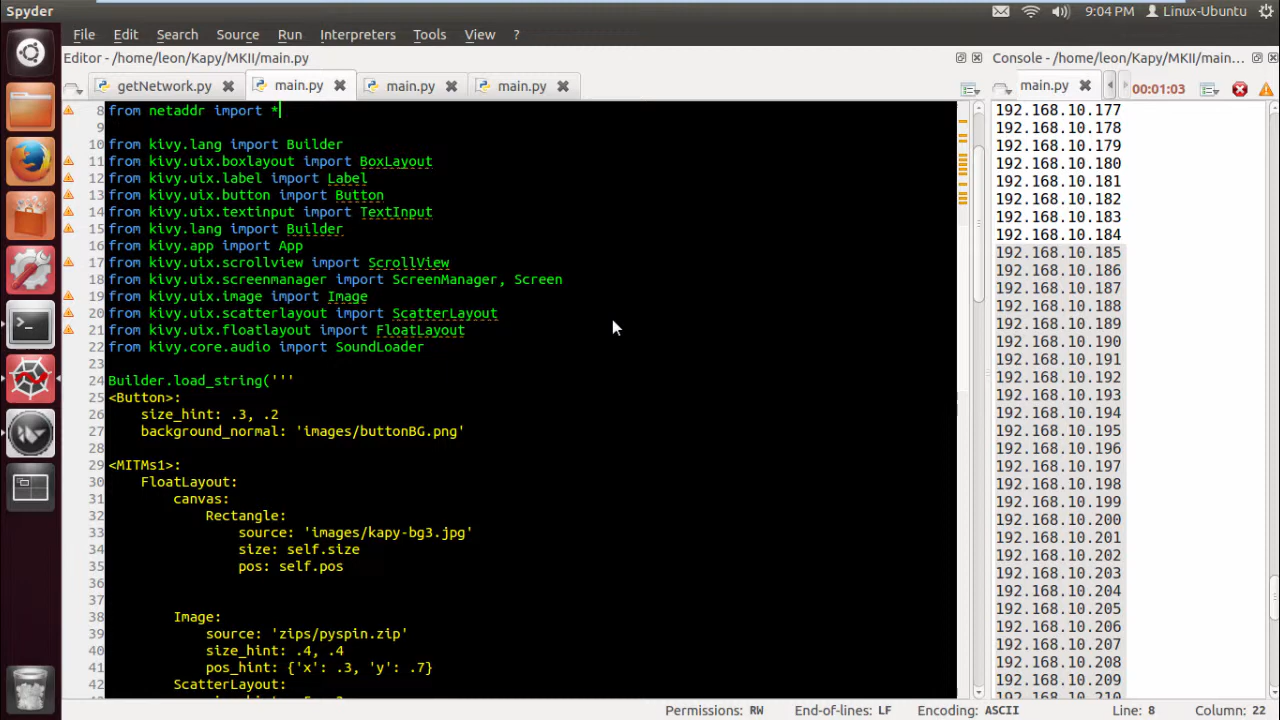 Spyder
9:04 PM
Linux-Ubuntu
File Edit Search Source Run Interpreters Tools View ?
Editor - /home/leon/Kapy/MKII/main.py
getNetwork.py
main.py
main.py
main.py
8 from netaddr import *
9
10 from kivy.lang import Builder
11 from kivy.uix.boxlayout import BoxLayout
12 from kivy.uix.label import Label
13 from kivy.uix.button import Button
14 from kivy.uix.textinput import TextInput
15 from kivy.lang import Builder
16 from kivy.app import App
17 from kivy.uix.scrollview import ScrollView
18 from kivy.uix.screenmanager import ScreenManager, Screen
19 from kivy.uix.image import Image
20 from kivy.uix.scatterlayout import ScatterLayout
21 from kivy.uix.floatlayout import FloatLayout
22 from kivy.core.audio import SoundLoader
23
24 Builder.load_string('''
25 <Button>:
26 size_hint: .3, .2
27 background_normal: 'images/buttonBG.png'
28
29 <MITMs1>:
30 FloatLayout:
31 canvas:
32 Rectangle:
33 source: 'images/kapy-bg3.jpg'
34 size: self.size
35 pos: self.pos
36
37
38 Image:
39 source: 'zips/pyspin.zip'
40 size_hint: .4, .4
41 pos_hint: {'x': .3, 'y': .7}
42 ScatterLayout:
Console - /home/leon/Kapy/MKII/main...
main.py
00:01:03
192.168.10.177
192.168.10.178
192.168.10.179
192.168.10.180
192.168.10.181
192.168.10.182
192.168.10.183
192.168.10.184
192.168.10.185
192.168.10.186
192.168.10.187
192.168.10.188
192.168.10.189
192.168.10.190
192.168.10.191
192.168.10.192
192.168.10.193
192.168.10.194
192.168.10.195
192.168.10.196
192.168.10.197
192.168.10.198
192.168.10.199
192.168.10.200
192.168.10.201
192.168.10.202
192.168.10.203
192.168.10.204
192.168.10.205
192.168.10.206
192.168.10.207
192.168.10.208
192.168.10.209
192.168.10.210
Permissions: RW End-of-lines: LF Encoding: ASCII Line: 8 Column: 22